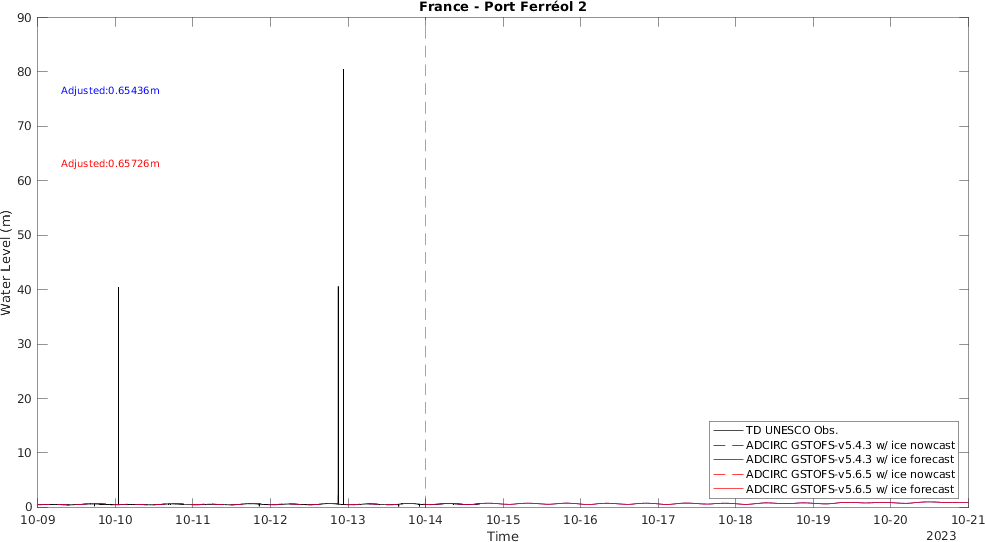 France - Port Ferréol 2
Water Level (m)
90
80
70
60
50
40
30
20
10
0
Adjusted:0.65436m
Adjusted:0.65726m
TD UNESCO Obs.
ADCIRC GSTOFS-v5.4.3 w/ ice nowcast
ADCIRC GSTOFS-v5.4.3 w/ ice forecast
ADCIRC GSTOFS-v5.6.5 w/ ice nowcast
ADCIRC GSTOFS-v5.6.5 w/ ice forecast
10-09 10-10 10-11 10-12 10-13 10-14 10-15 10-16 10-17 10-18 10-19 10-20 10-21
Time
2023